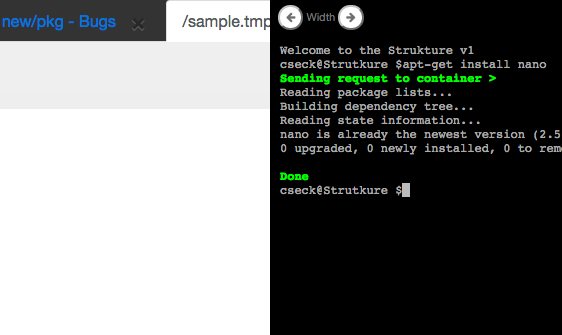 new/pkg - Bugs
/sample.tmp
Width
Welcome to the Strukture v1
cseck@Strutkure $apt-get install nano
Sending request to container >
Reading package lists...
Building dependency tree...
Reading state information...
nano is already the newest version (2.5
0 upgraded, 0 newly installed, 0 to rem
Done
cseck@Strutkure $